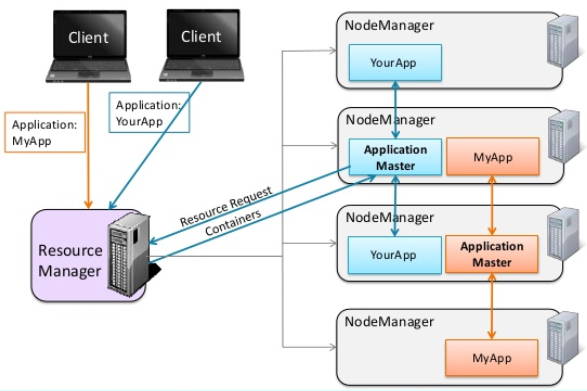 Client
Client
Application:
MyApp
Application:
YourApp
Resource
Manager
Resource Request
Containers
NodeManager
YourApp
NodeManager
Application
Master
MyApp
NodeManager
YourApp
Application
Master
NodeManager
MyApp